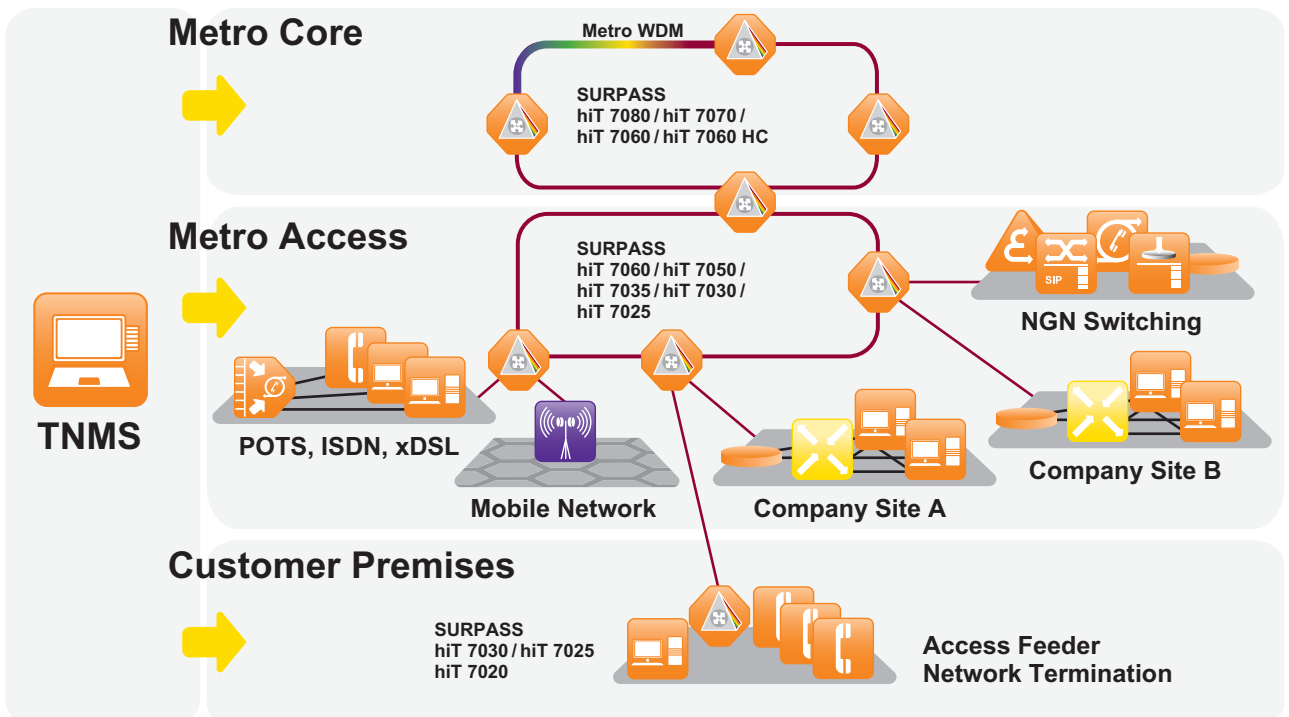 Metro Core
Metro WDM
SURPASS
hiT 7080 / hiT 7070 /
hiT 7060 / hiT 7060 HC
Metro Access
SURPASS
hiT 7060 / hiT 7050 /
hiT 7035 / hiT 7030 /
hiT 7025
SIP
NGN Switching
TNMS
POTS, ISDN, xDSL
Mobile Network
Company Site A
Company Site B
Customer Premises
SURPASS
hiT 7030 / hiT 7025
hiT 7020
Access Feeder
Network Termination